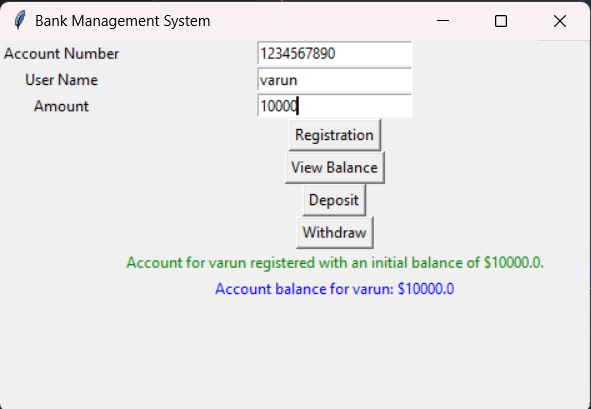 Bank Management System
Account Number 1234567890
User Name varun
Amount 10000
Registration
View Balance
Deposit
Withdraw
Account for varun registered with an initial balance of $10000.0.
Account balance for varun: $10000.0